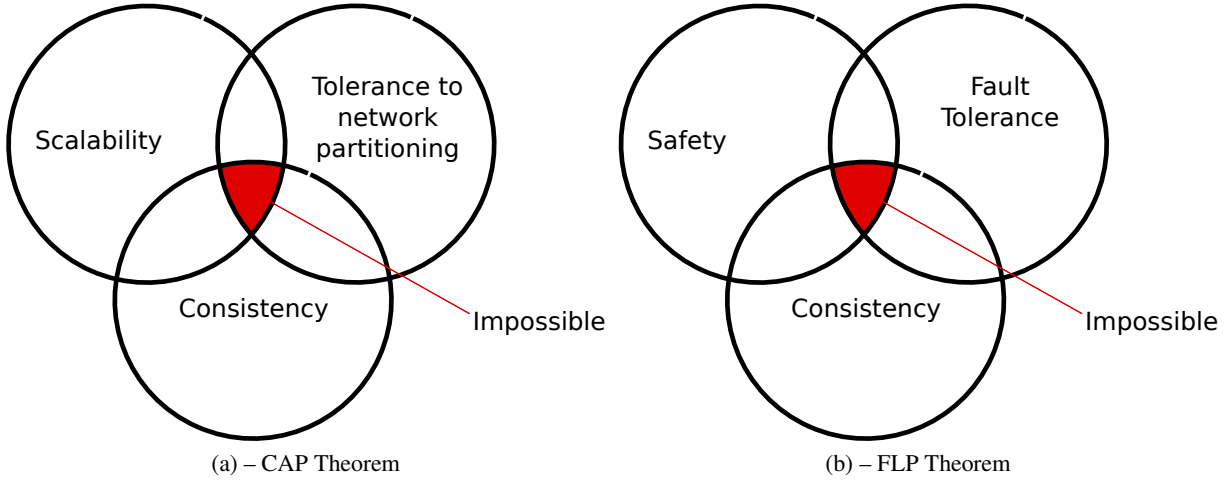 Scalability
Tolerance to
network
partitioning
Consistency
Impossible
(a) – CAP Theorem
Safety
Fault
Tolerance
Consistency
Impossible
(b) – FLP Theorem